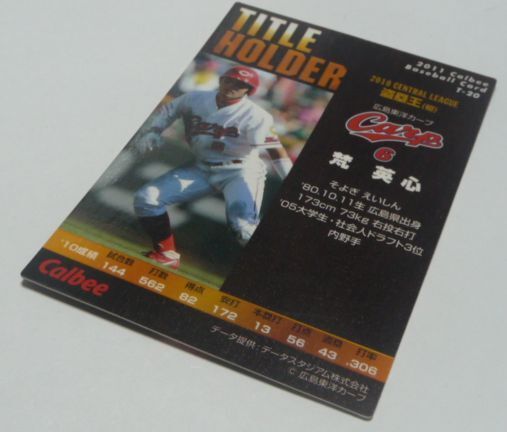 TITLE
HOLDER
2011 Calbee
Baseball Card
T-20
2010 CENTRAL LEAGUE
盗塁王(初)
広島東洋カープ
Carp
6
梵 英心
そよぎ えいしん
'80.10.11生 広島県出身
173cm 73kg 右投右打
'05大学生・社会人ドラフト3位
内野手
'10成績 試合数 打数 得点 安打 本塁打 打点 盗塁 打率
144 562 82 172 13 56 43 .306
Calbee
データ提供:データスタジアム株式会社
© 広島東洋カープ